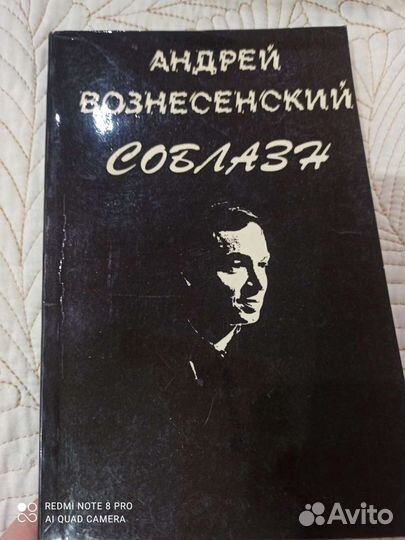 АНДРЕЙ
ВОЗНЕСЕНСКИЙ
СОБЛАЗН
REDMI NOTE 8 PRO
AI QUAD CAMERA
Avito